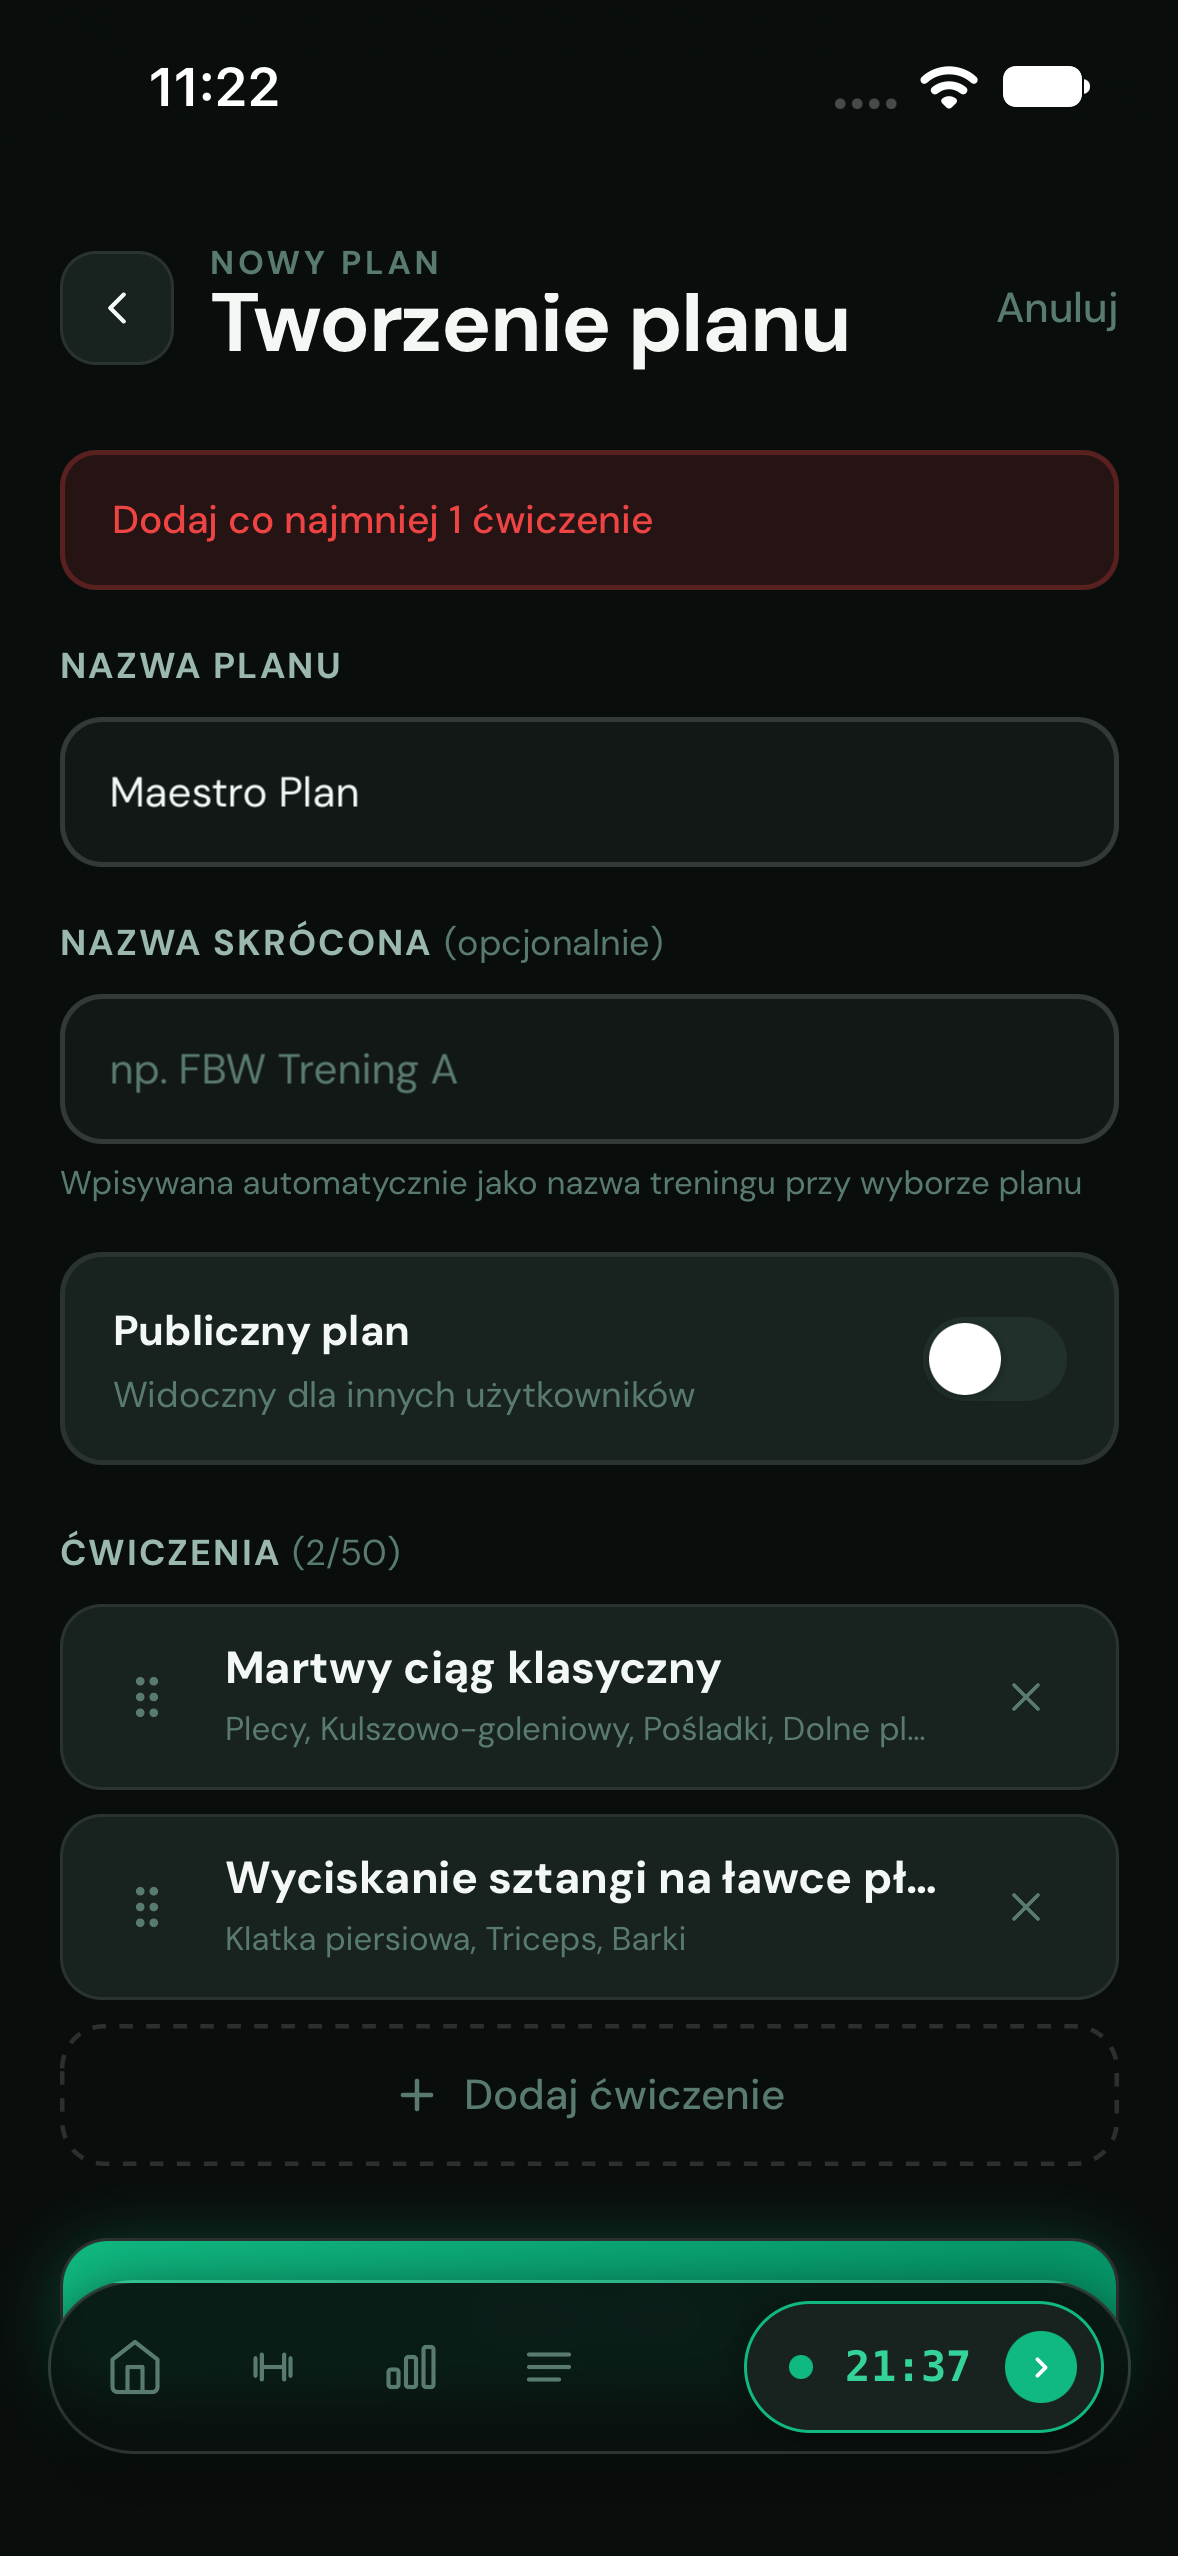 11:22
NOWY PLAN
Tworzenie planu
Anuluj
Dodaj co najmniej 1 ćwiczenie
NAZWA PLANU
Maestro Plan
NAZWA SKRÓCONA (opcjonalnie)
np. FBW Trening A
Wpisywana automatycznie jako nazwa treningu przy wyborze planu
Publiczny plan
Widoczny dla innych użytkowników
ĆWICZENIA (2/50)
Martwy ciąg klasyczny
Plecy, Kulszowo-goleniowy, Pośladki, Dolne pl...
Wyciskanie sztangi na ławce pł...
Klatka piersiowa, Triceps, Barki
+ Dodaj ćwiczenie
21:37